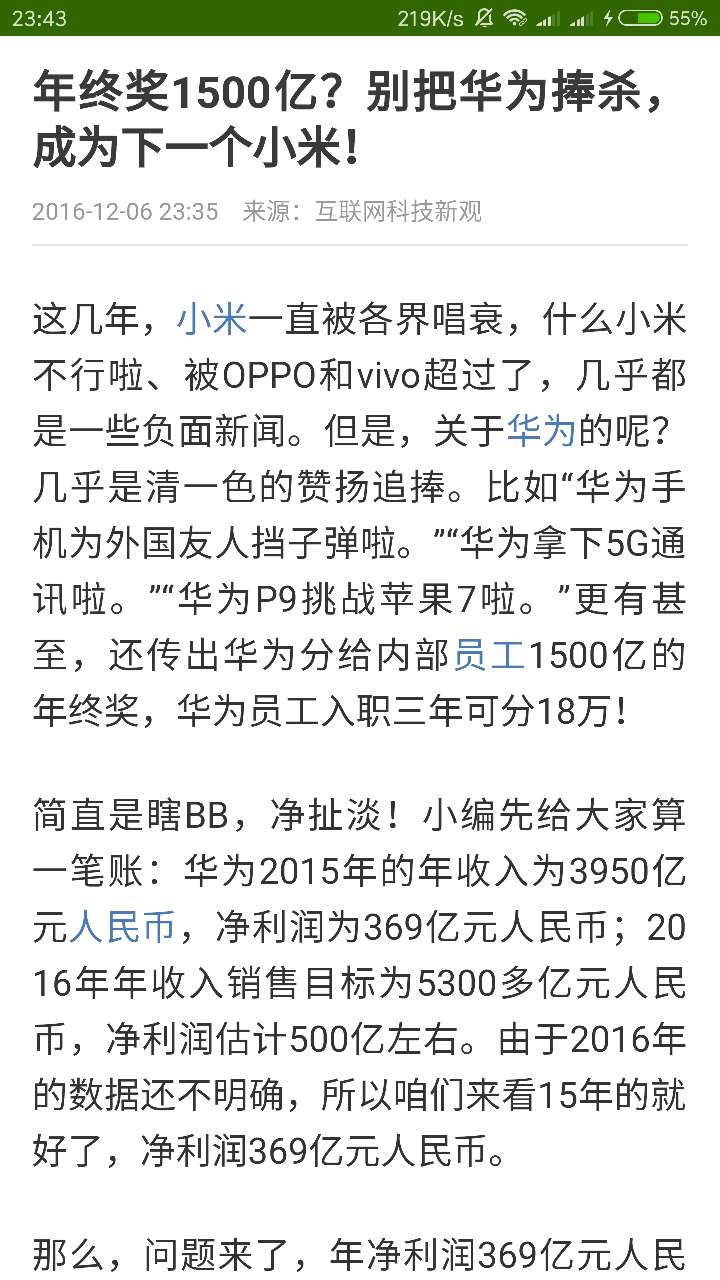 23:43 219K/s 55%
年终奖1500亿？别把华为捧杀，
成为下一个小米！
2016-12-06 23:35 来源：互联网科技新观
这几年，小米一直被各界唱衰，什么小米
不行啦、被OPPO和vivo超过了，几乎都
是一些负面新闻。但是，关于华为的呢？
几乎是清一色的赞扬追捧。比如“华为手
机为外国友人挡子弹啦。”“华为拿下5G通
讯啦。”“华为P9挑战苹果7啦。”更有甚
至，还传出华为分给内部员工1500亿的
年终奖，华为员工入职三年可分18万！
简直是瞎BB，净扯淡！小编先给大家算
一笔账：华为2015年的年收入为3950亿
元人民币，净利润为369亿元人民币；20
16年年收入销售目标为5300多亿元人民
币，净利润估计500亿左右。由于2016年
的数据还不明确，所以咱们来看15年的就
好了，净利润369亿元人民币。
那么，问题来了，年净利润369亿元人民